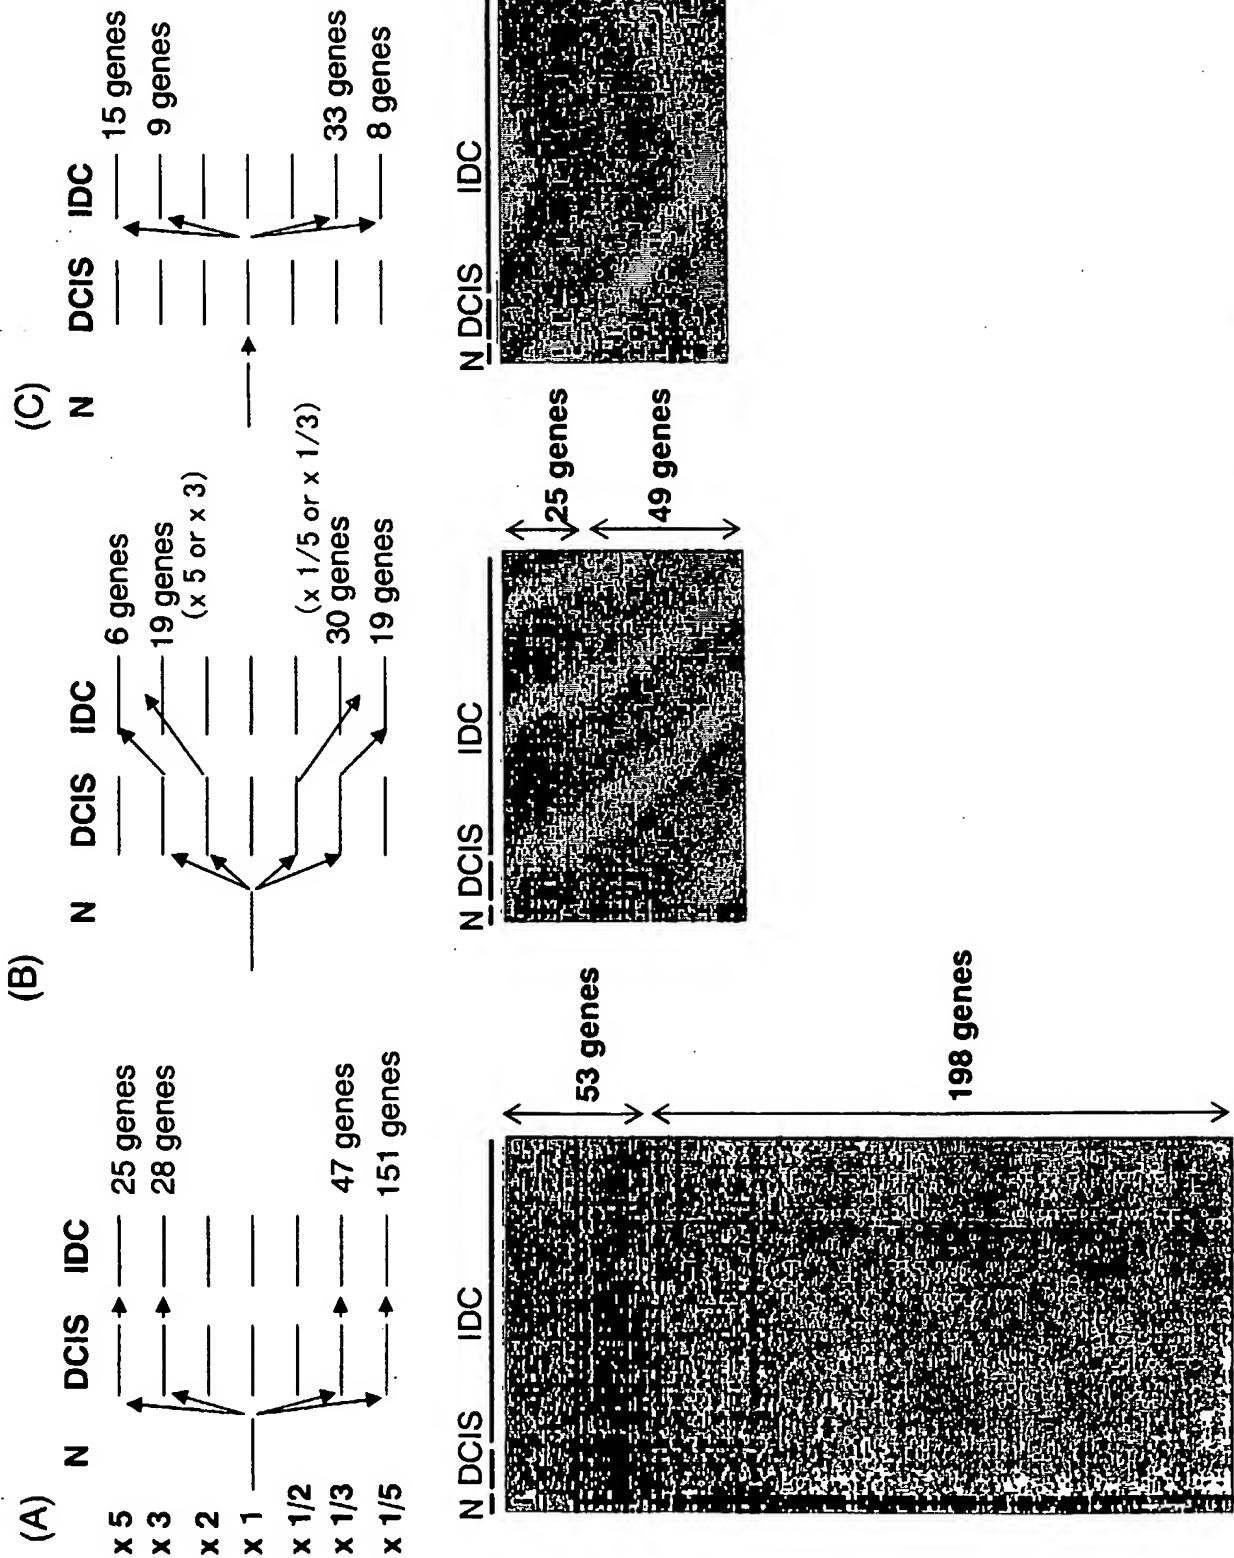 (A)
N DCIS IDC
x 5
x 3
x 2
x 1
x 1/2
x 1/3
x 1/5
25 genes
28 genes
47 genes
151 genes
N DCIS IDC
53 genes
198 genes
(B)
N DCIS IDC
6 genes
19 genes
(x 5 or x 3)
(x 1/5 or x 1/3)
30 genes
19 genes
N DCIS IDC
25 genes
49 genes
(C)
N DCIS IDC
15 genes
9 genes
33 genes
8 genes
N DCIS IDC